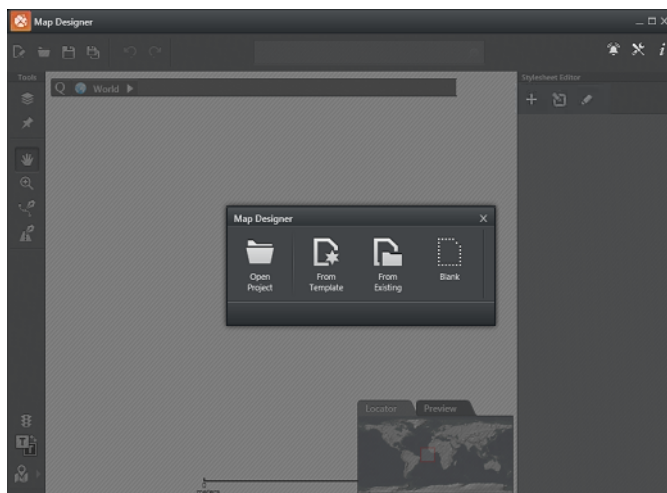 Map Designer
Tools
World
Stylesheet Editor
Map Designer
Open
Project
From
Template
From
Existing
Blank
Locator
Preview